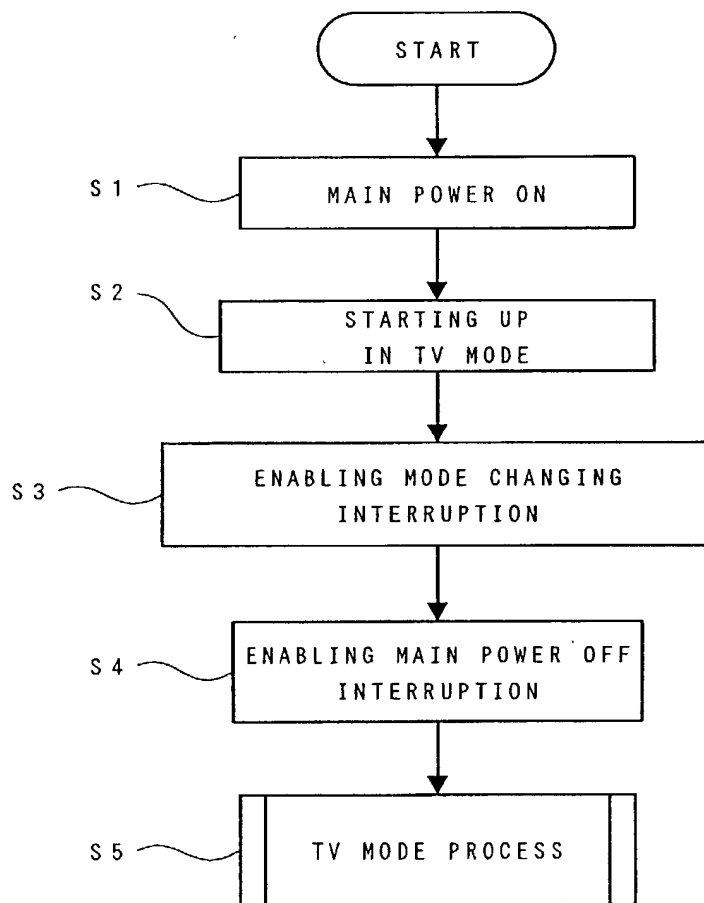 START
S1
MAIN POWER ON
S2
STARTING UP
IN TV MODE
S3
ENABLING MODE CHANGING
INTERRUPTION
S4
ENABLING MAIN POWER OFF
INTERRUPTION
S5
TV MODE PROCESS